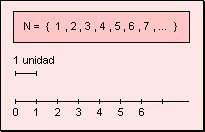 N = { 1 , 2 , 3 , 4 , 5 , 6 , 7 , ... }
1 unidad
0 1 2 3 4 5 6